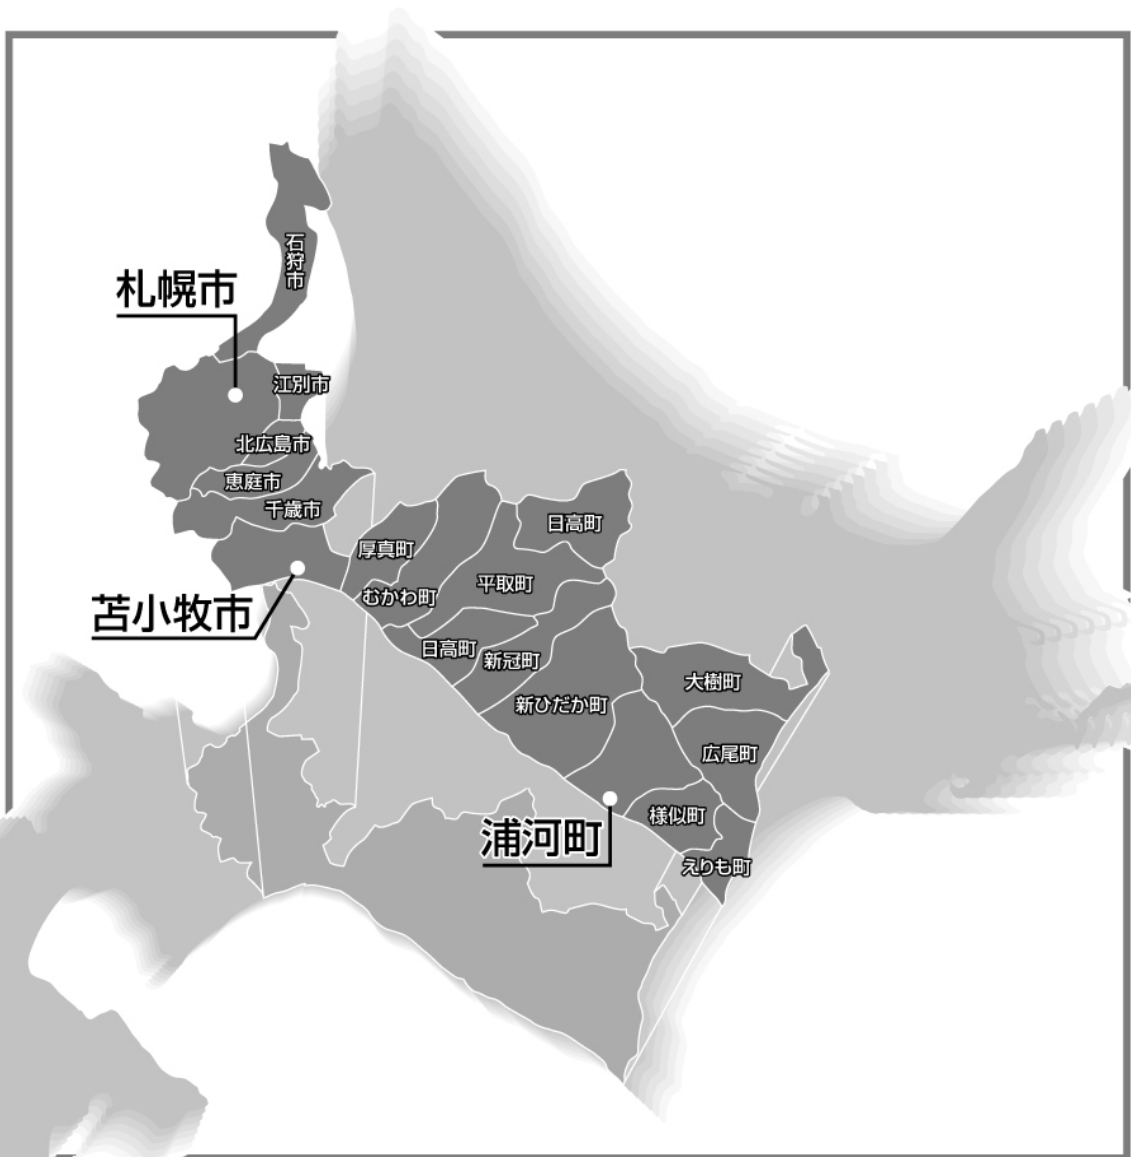 石狩市
札幌市
江別市
北広島市
恵庭市
千歳市
日高町
厚真町
平取町
むかわ町
苫小牧市
日高町
新冠町
大樹町
新ひだか町
広尾町
様似町
浦河町
えりも町